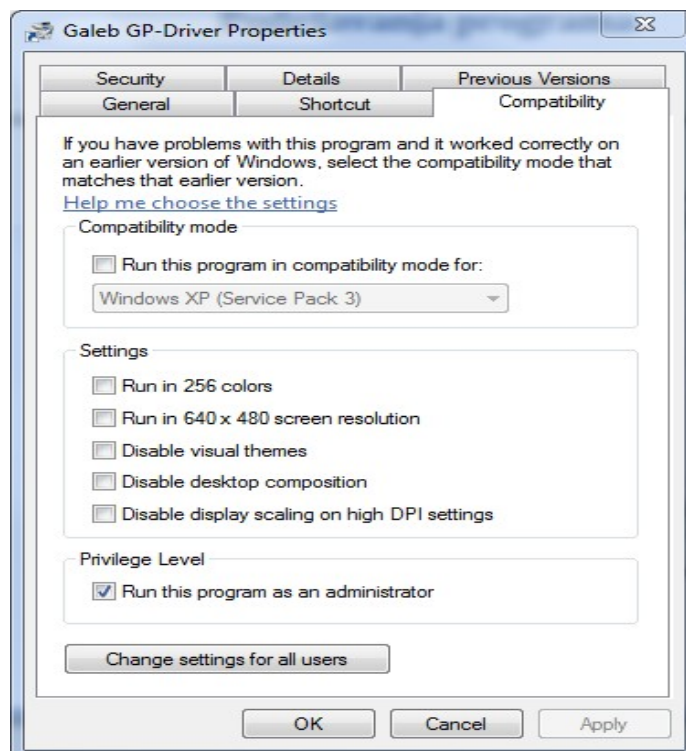 Galeb GP-Driver Properties
Security
Details
Previous Versions
General
Shortcut
Compatibility
If you have problems with this program and it worked correctly on
an earlier version of Windows, select the compatibility mode that
matches that earlier version.
Help me choose the settings
Compatibility mode
Run this program in compatibility mode for:
Windows XP (Service Pack 3)
Settings
Run in 256 colors
Run in 640 x 480 screen resolution
Disable visual themes
Disable desktop composition
Disable display scaling on high DPI settings
Privilege Level
Run this program as an administrator
Change settings for all users
OK
Cancel
Apply